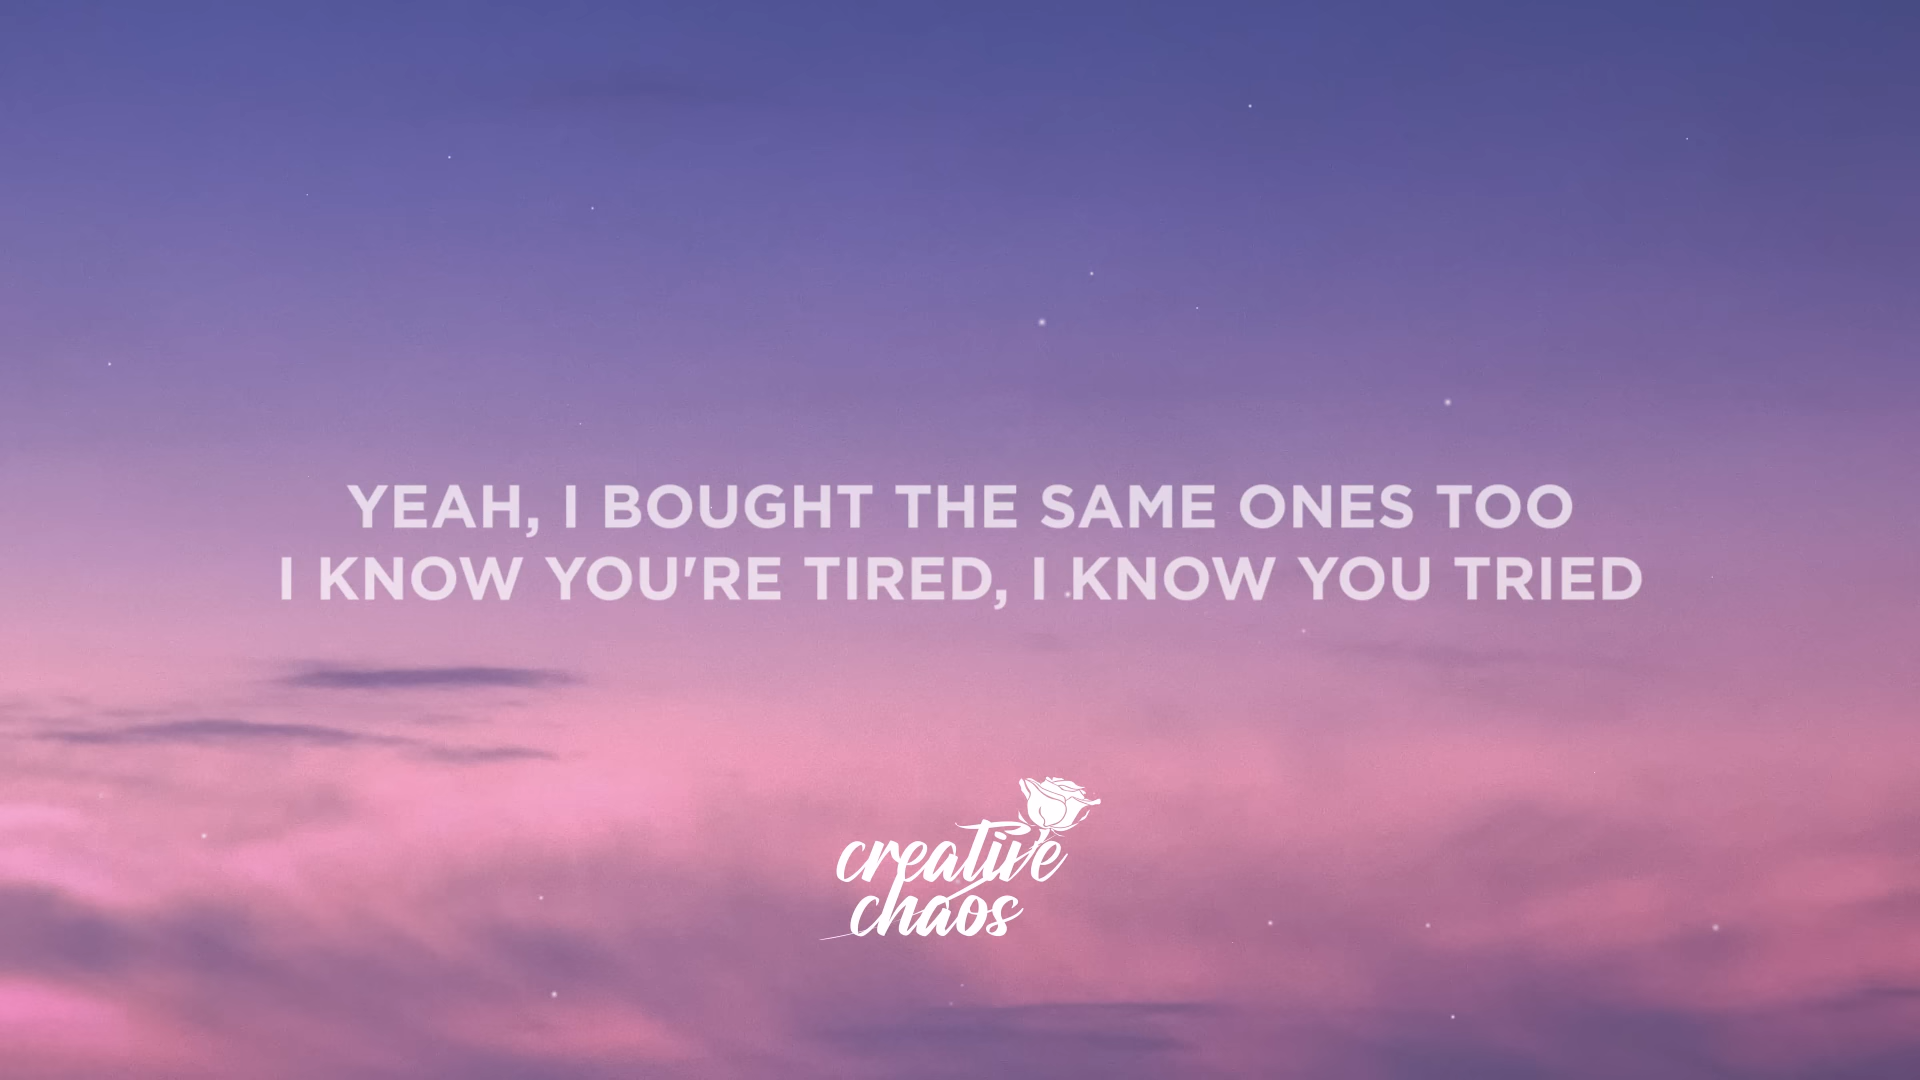 YEAH, I BOUGHT THE SAME ONES TOO
I KNOW YOU'RE TIRED, I KNOW YOU TRIED
creative
chaos